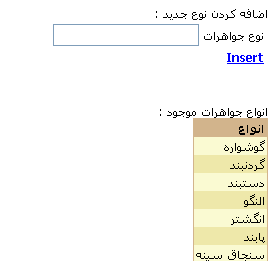 اضافه کردن نوع جدید :
نوع جواهرات
Insert
انواع جواهرات موجود :
انواع
گوشواره
گردنبند
دستبند
النگو
انگشتر
پابند
سنجاق سینه